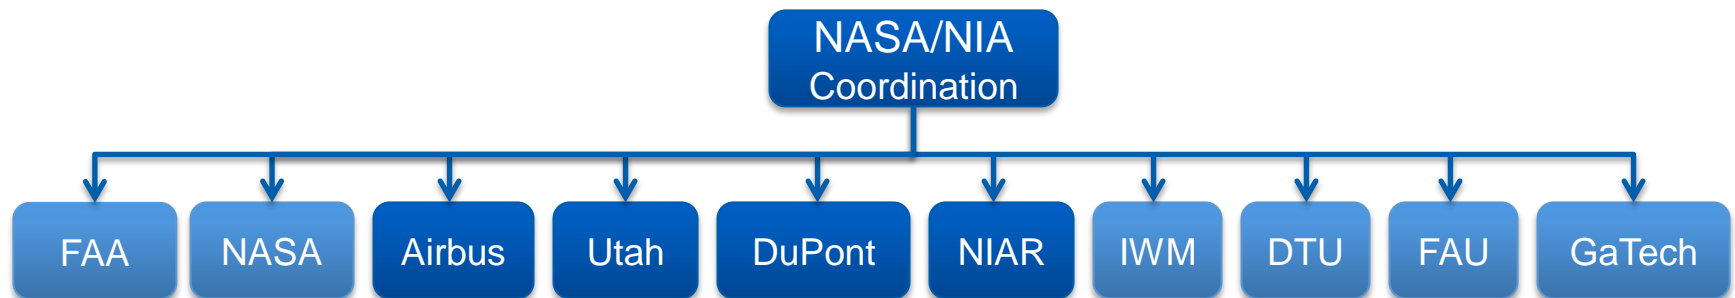 NASA/NIA
Coordination
FAA
NASA
Airbus
Utah
DuPont
NIAR
IWM
DTU
FAU
GaTech